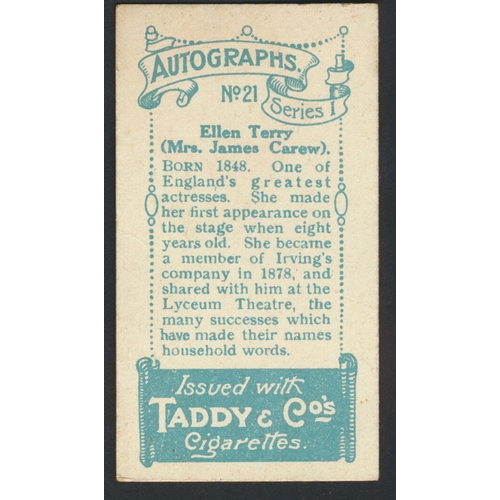 AUTOGRAPHS.
No 21
Series 1
Ellen Terry
(Mrs. James Carew).
BORN 1848. One of
England's greatest
actresses. She made
her first appearance on
the stage when eight
years old. She became
a member of Irving's
company in 1878, and
shared with him at the
Lyceum Theatre, the
many successes which
have made their names
household words.
Issued with
TADDY & Co's
Cigarettes.